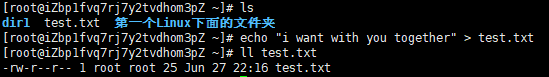 [root@iZbp1fvq7rj7y2tvdhom3pZ ~]# ls
dir1 test.txt 第一个Linux下面的文件夹
[root@iZbp1fvq7rj7y2tvdhom3pZ ~]# echo "i want with you together" > test.txt
[root@iZbp1fvq7rj7y2tvdhom3pZ ~]# ll test.txt
-rw-r--r-- 1 root root 25 Jun 27 22:16 test.txt